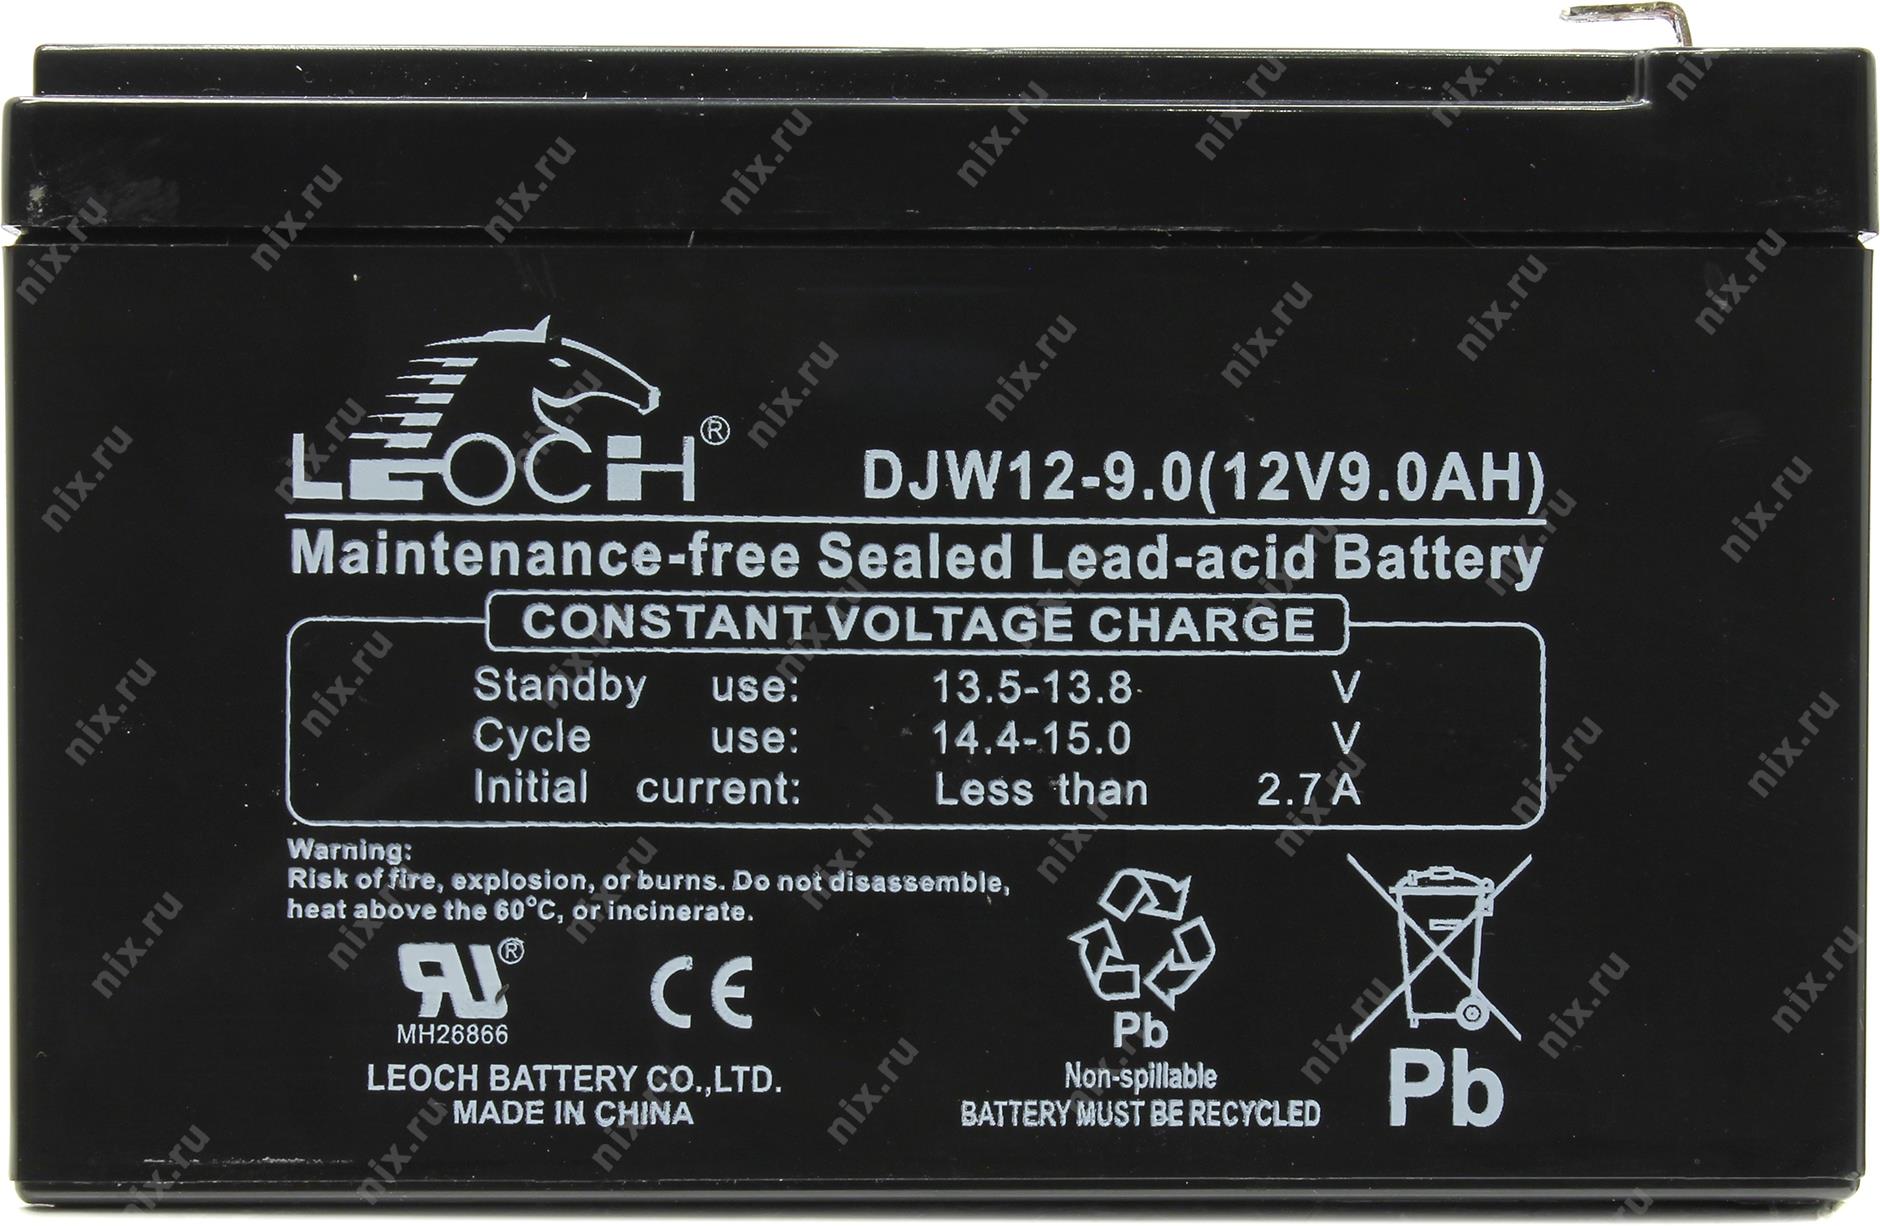 LEOCH®
DJW12-9.0(12V9.0AH)
Maintenance-free Sealed Lead-acid Battery
CONSTANT VOLTAGE CHARGE
Standby use: 13.5-13.8 V
Cycle use: 14.4-15.0 V
Initial current: Less than 2.7A
Warning:
Risk of fire, explosion, or burns. Do not disassemble,
heat above the 60°C, or incinerate.
RU®
MH26866
CE
LEOCH BATTERY CO.,LTD.
MADE IN CHINA
Pb
Non-spillable
BATTERY MUST BE RECYCLED
Pb
nix.ru